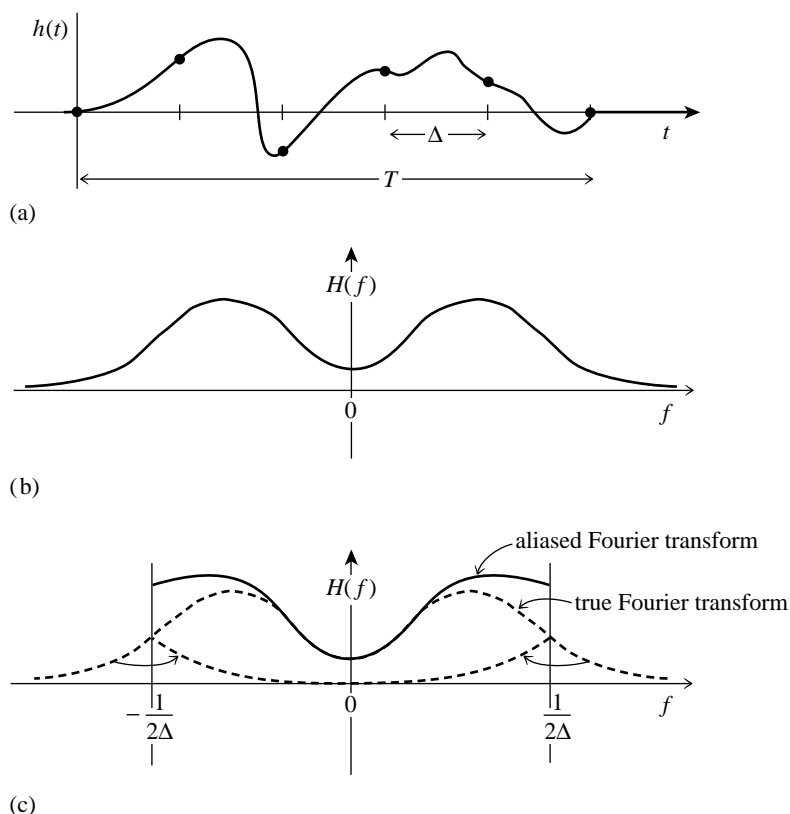 h(t)
Δ
t
T
(a)
H(f)
0
f
(b)
aliased Fourier transform
H(f)
true Fourier transform
−1/2Δ
0
1/2Δ
f
(c)